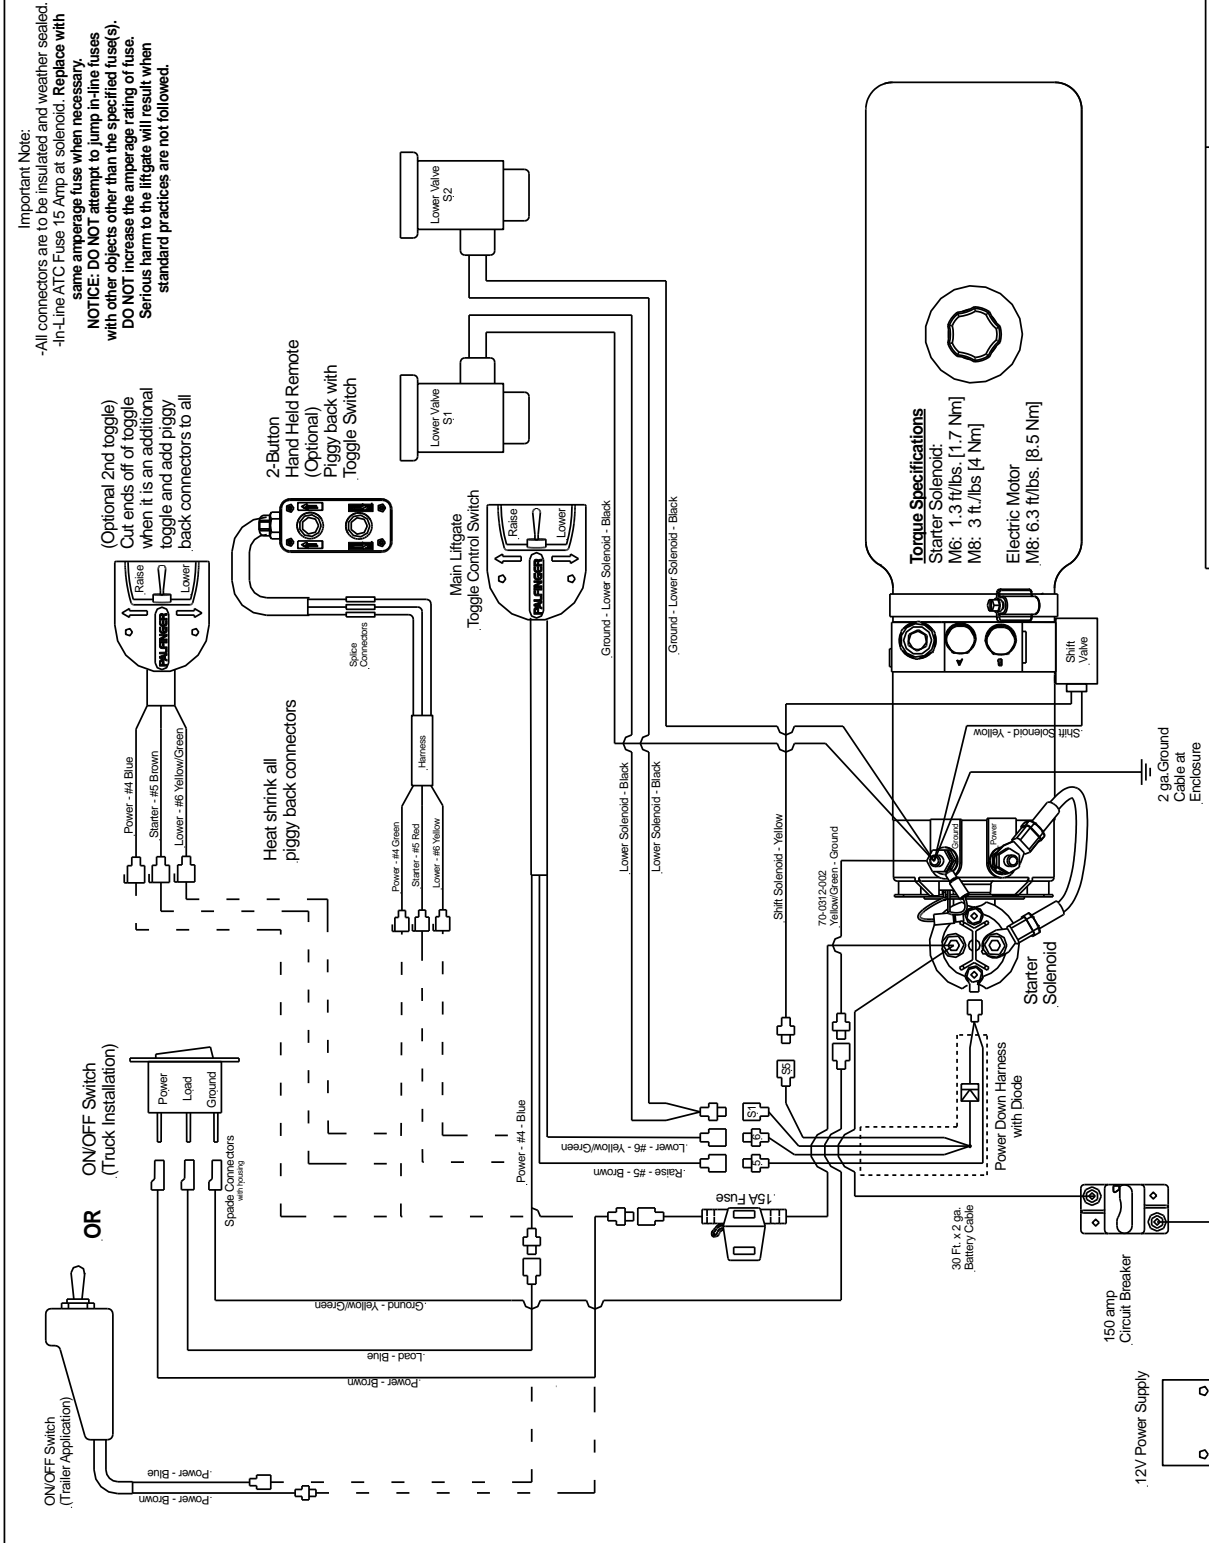 Important Note:
-All connectors are to be insulated and weather sealed.
-In-Line ATC Fuse 15 Amp at solenoid. Replace with
same amperage fuse when necessary.
NOTICE: DO NOT attempt to jump in-line fuses
with other objects other than the specified fuse(s).
DO NOT increase the amperage rating of fuse.
Serious harm to the liftgate will result when
standard practices are not followed.
(Optional 2nd toggle)
Cut ends off of toggle
when it is an additional
toggle and add piggy
back connectors to all
Raise
Lower
PALFINGER
Power - #4 Blue
Starter - #5 Brown
Lower - #6 Yellow/Green
2-Button
Hand Held Remote
(Optional)
Piggy back with
Toggle Switch
Splice
Connectors
Harness
Heat shrink all
piggy back connectors
Power - #4 Green
Starter - #5 Red
Lower - #6 Yellow
Main Liftgate
Toggle Control Switch
Raise
Lower
PALFINGER
Lower Valve
S2
Lower Valve
S1
Ground - Lower Solenoid - Black
Ground - Lower Solenoid - Black
Lower Solenoid - Black
Lower Solenoid - Black
Torque Specifications
Starter Solenoid:
M6: 1.3 ft/lbs. [1.7 Nm]
M8: 3 ft./lbs [4 Nm]
Electric Motor
M8: 6.3 ft/lbs. [8.5 Nm]
A
B
Shift
Valve
Shift Solenoid - Yellow
Shift Solenoid - Yellow
70-0312-002
Yellow/Green - Ground
Ground
Power
2 ga.Ground
Cable at
Enclosure
Starter
Solenoid
ON/OFF Switch
(Truck Installation)
Power
Load
Ground
Spade Connectors
with housing
OR
ON/OFF Switch
(Trailer Application)
Power - Blue
Power - Brown
Ground - Yellow/Green
Load - Blue
Power - Brown
Power - #4 - Blue
Lower - #6 - Yellow/Green
Raise #5 - Brown
S5
S1
6
5
15A Fuse
Power Down Harness
with Diode
30 Ft. x 2 ga.
Battery Cable
150 amp
Circuit Breaker
12V Power Supply